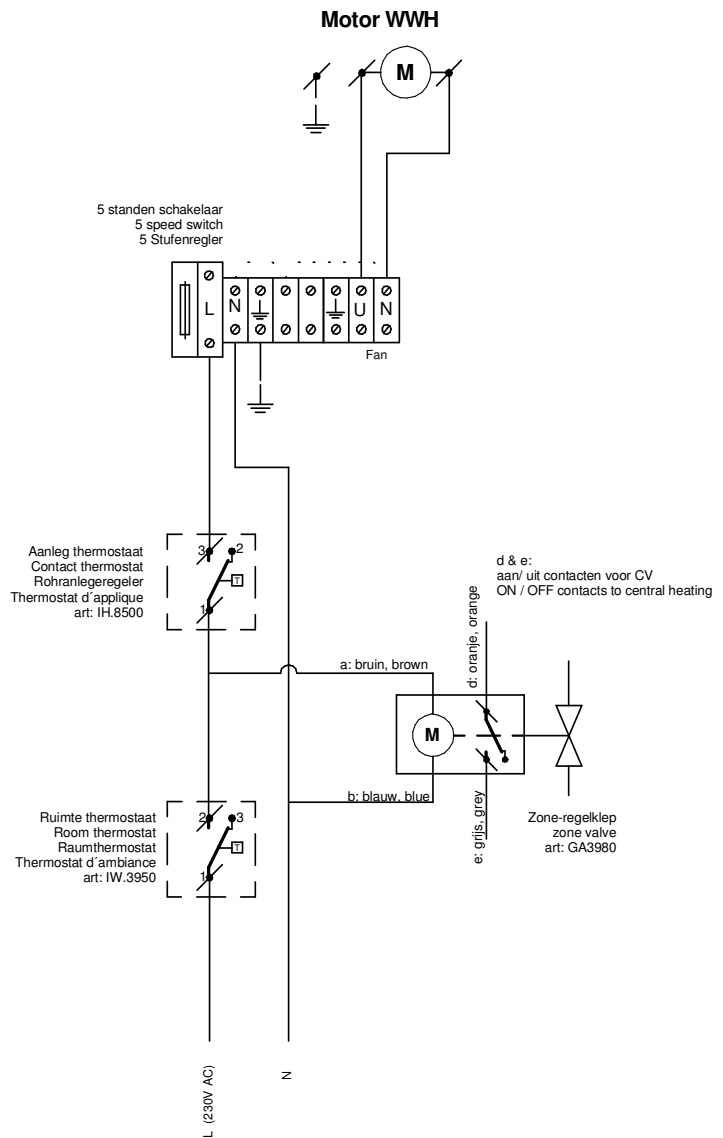 Motor WWH
M
5 standen schakelaar
5 speed switch
5 Stufenregler
L
N
U
N
Fan
Aanleg thermostaat
Contact thermostat
Rohranlegeregeler
Thermostat d´applique
art: IH.8500
3
2
T
1
d & e:
aan/ uit contacten voor CV
ON / OFF contacts to central heating
d: oranje, orange
a: bruin, brown
M
b: blauw, blue
e: grijs, grey
Zone-regelklep
zone valve
art: GA3980
Ruimte thermostaat
Room thermostat
Raumthermostat
Thermostat d´ambiance
art: IW.3950
2
3
T
1
L (230V AC)
N